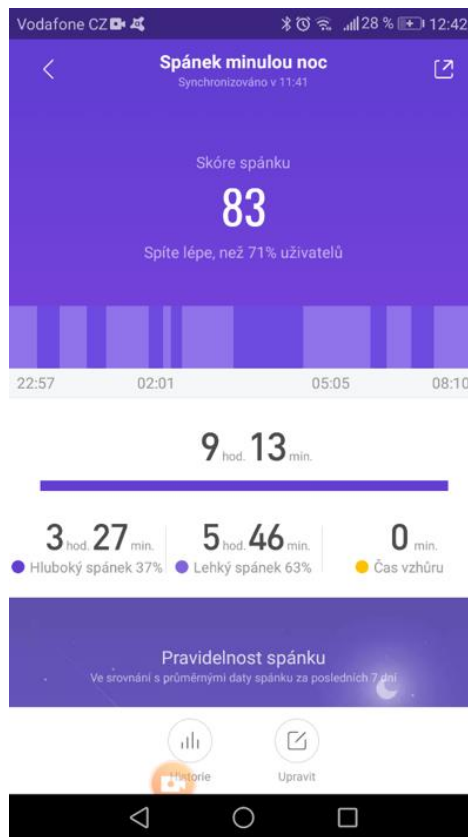 Vodafone CZ 28 % 12:42
Spánek minulou noc
Synchronizováno v 11:41
Skóre spánku
83
Spíte lépe, než 71% uživatelů
22:57 02:01 05:05 08:10
9 hod. 13 min.
3 hod. 27 min. 5 hod. 46 min. 0 min.
Hluboký spánek 37% Lehký spánek 63% Čas vzhůru
Pravidelnost spánku
Ve srovnání s průměrnými daty spánku za posledních 7 dní
Historie Upravit